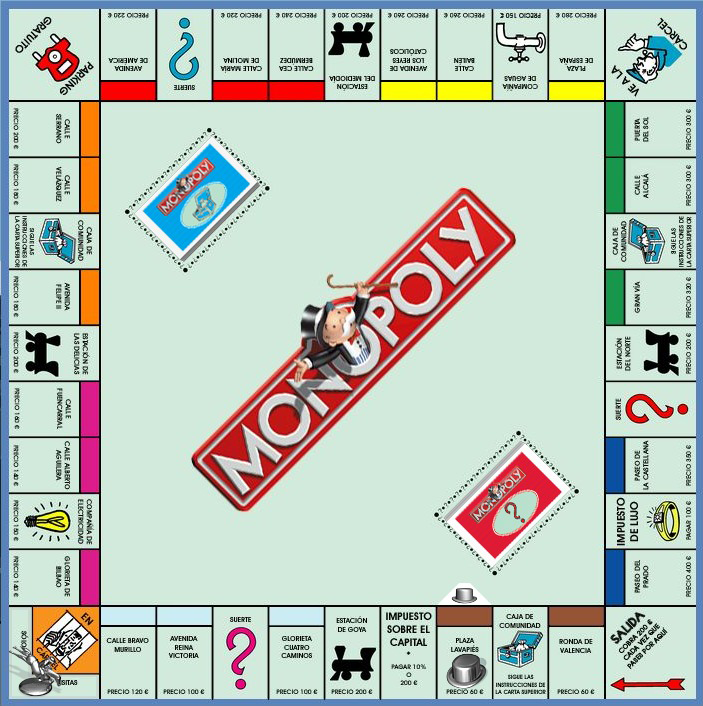 PARKING
GRATUITO
AVENIDA
DE AMÉRICA
PRECIO 220 €
SUERTE
CALLE MARÍA
DE MOLINA
PRECIO 220 €
CALLE CEA
BERMÚDEZ
PRECIO 240 €
ESTACIÓN
DEL MEDIODÍA
PRECIO 200 €
AVENIDA DE
LOS REYES
CATÓLICOS
PRECIO 260 €
CALLE
BAILÉN
PRECIO 260 €
COMPAÑÍA
DE AGUAS
PRECIO 150 €
PLAZA
DE ESPAÑA
PRECIO 280 €
VE A LA
CÁRCEL
CALLE
SERRANO
PRECIO 200 €
CALLE
VELÁZQUEZ
PRECIO 180 €
CAJA DE
COMUNIDAD
SIGUE LAS
INSTRUCCIONES DE
LA CARTA SUPERIOR
AVENIDA
FELIPE II
PRECIO 180 €
ESTACIÓN DE
LAS DELICIAS
PRECIO 200 €
CALLE
FUENCARRAL
PRECIO 160 €
CALLE ALBERTO
AGUILERA
PRECIO 140 €
COMPAÑÍA DE
ELECTRICIDAD
PRECIO 150 €
GLORIETA DE
BILBAO
PRECIO 140 €
MONOPOLY
MONOPOLY
MONOPOLY
?
PUERTA
DEL SOL
PRECIO 300 €
CALLE
ALCALÁ
PRECIO 300 €
CAJA DE
COMUNIDAD
SIGUE LAS
INSTRUCCIONES DE
LA CARTA SUPERIOR
GRAN VÍA
PRECIO 320 €
ESTACIÓN
DEL NORTE
PRECIO 200 €
SUERTE
PASEO DE
LA CASTELLANA
PRECIO 350 €
IMPUESTO
DE LUJO
PAGAR 100 €
PASEO DEL
PRADO
PRECIO 400 €
EN
CALLE BRAVO
MURILLO
PRECIO 120 €
AVENIDA
REINA
VICTORIA
PRECIO 100 €
SUERTE
GLORIETA
CUATRO
CAMINOS
PRECIO 100 €
ESTACIÓN
DE GOYA
PRECIO 200 €
IMPUESTO
SOBRE EL
CAPITAL
PAGAR 10%
O
200 €
PLAZA
LAVAPIÉS
PRECIO 60 €
CAJA DE
COMUNIDAD
SIGUE LAS
INSTRUCCIONES DE
LA CARTA SUPERIOR
RONDA DE
VALENCIA
PRECIO 60 €
SALIDA
COBRA 200 €
CADA VEZ QUE
PASES POR AQUÍ